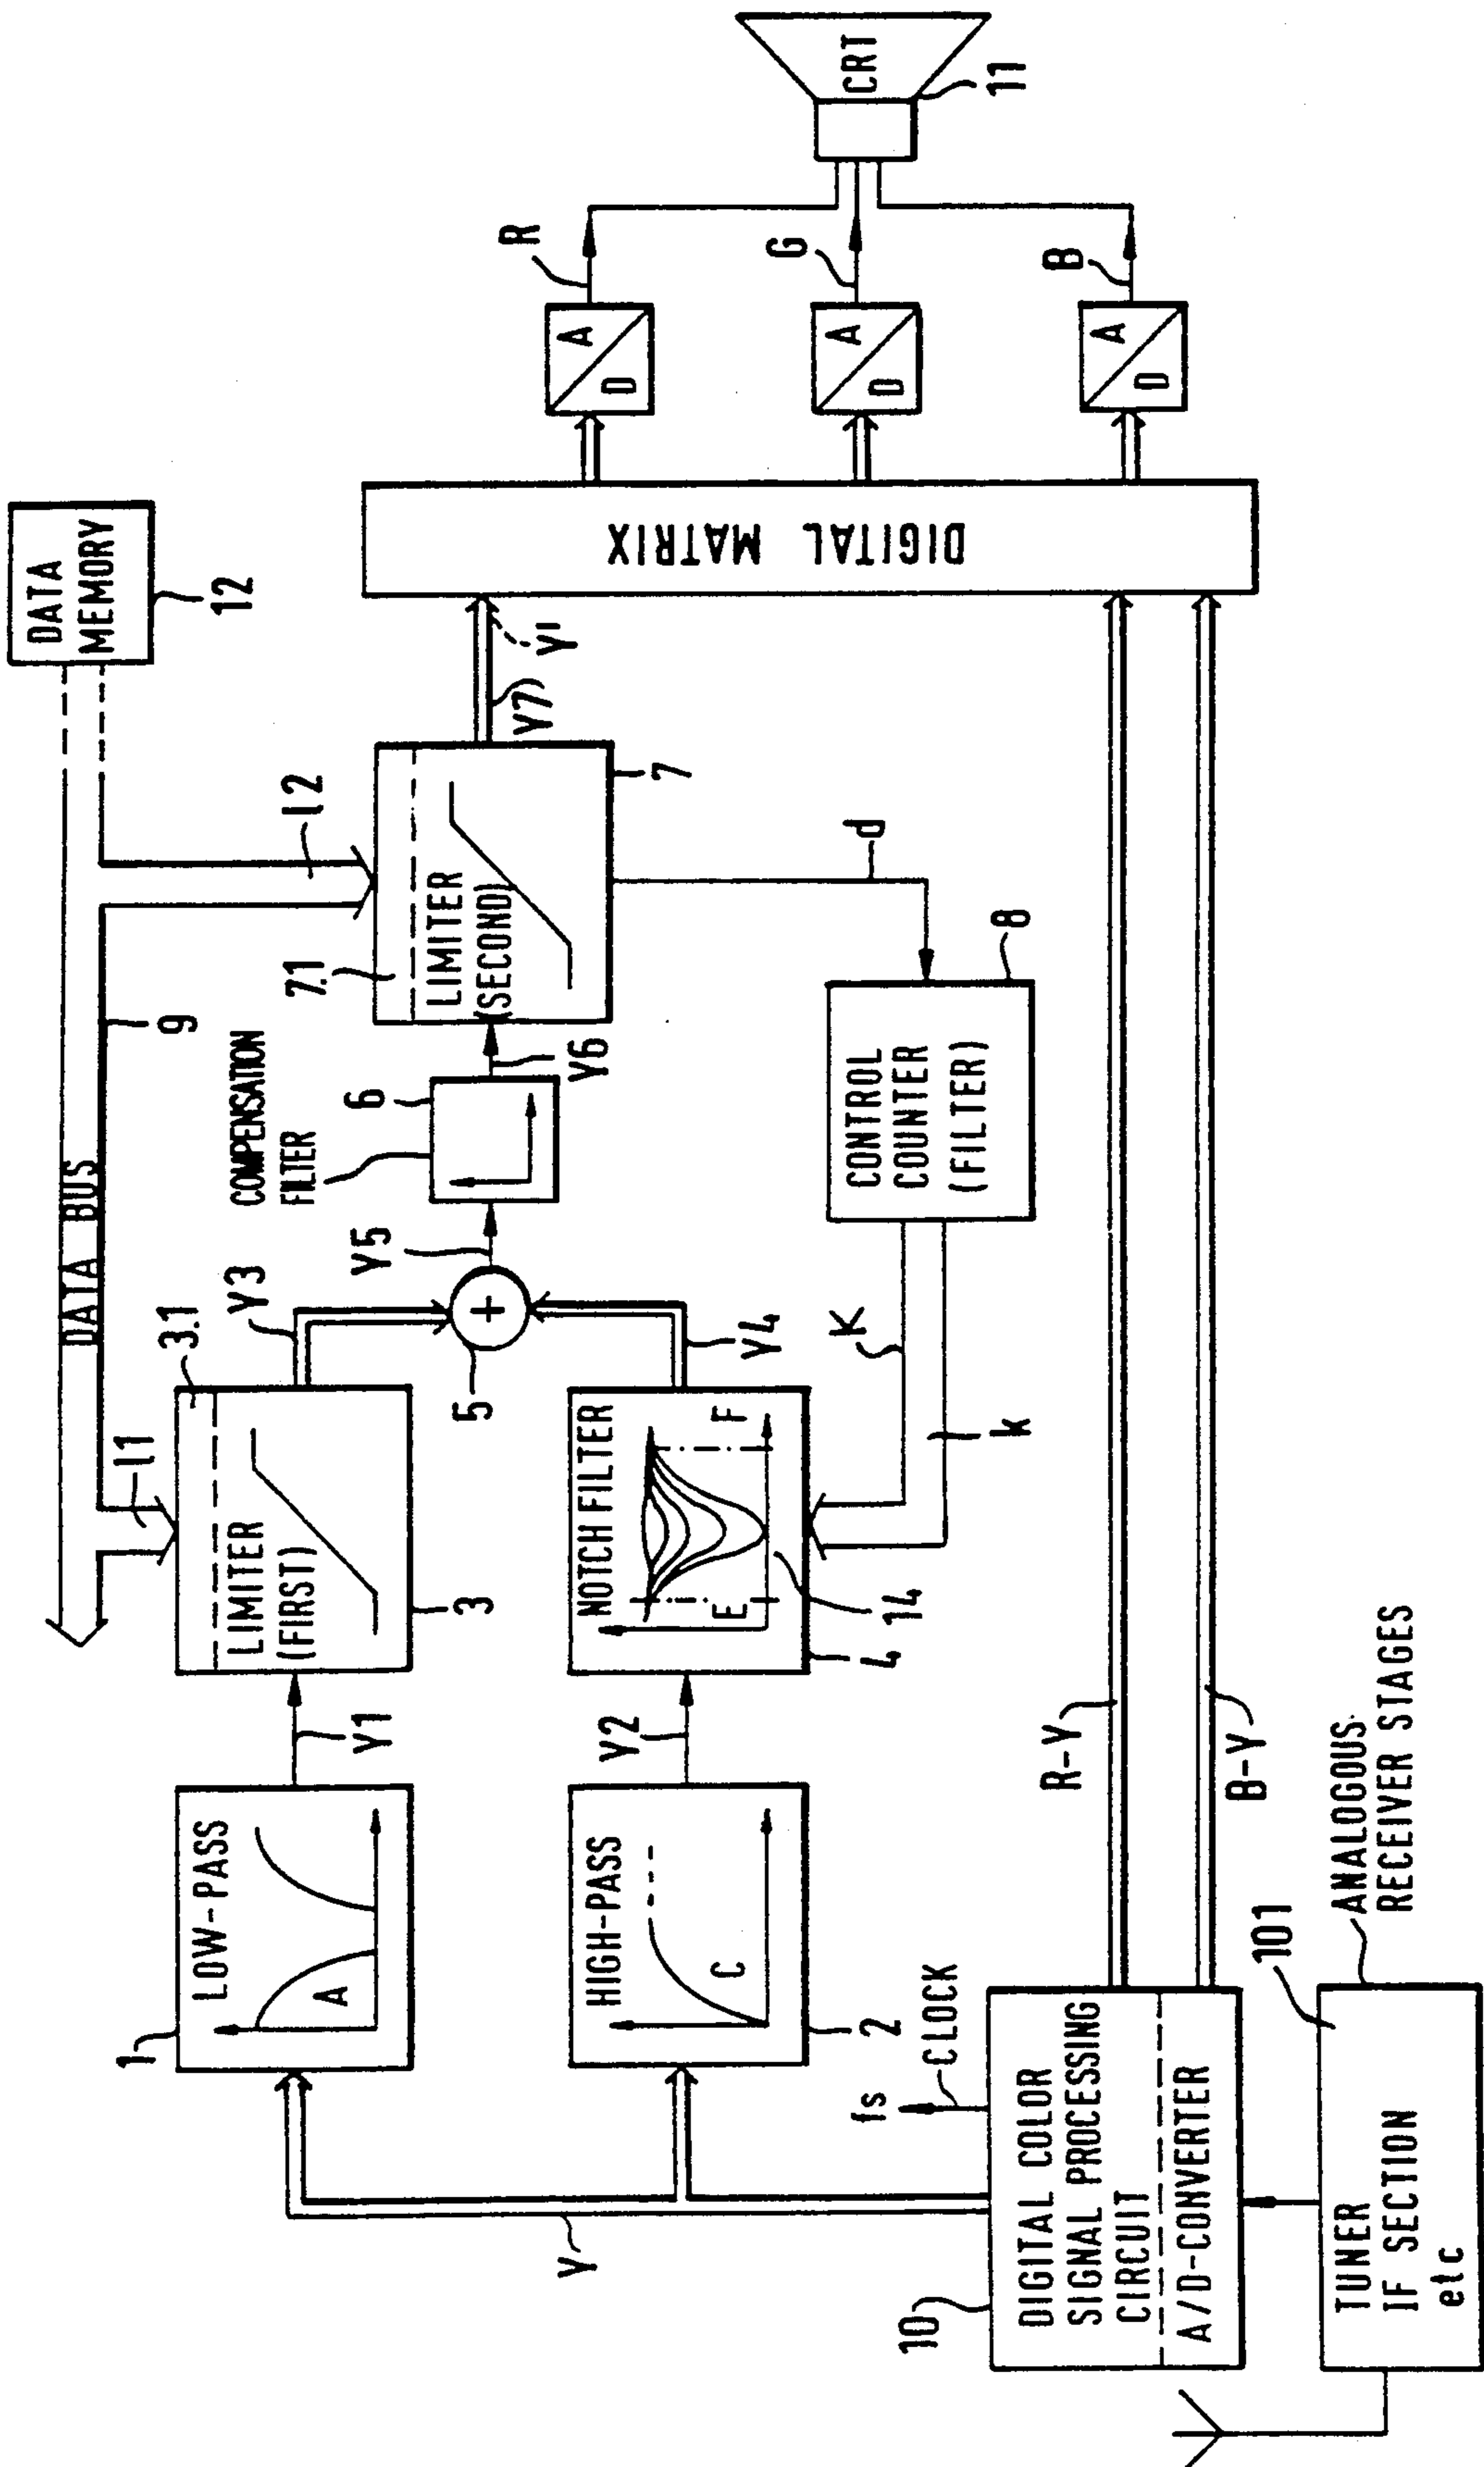 DATA BUS
9
DATA
MEMORY
12
l1
l2
1
LOW-PASS
A
Y1
3.1
LIMITER
(FIRST)
3
Y3
COMPENSATION
FILTER
6
Y5
5
Y6
7.1
LIMITER
(SECOND)
7
Y7)
Y'
HIGH-PASS
C
2
Y2
NOTCH FILTER
E
F
14
4
Y4
K
k
CONTROL
COUNTER
(FILTER)
8
d
DIGITAL MATRIX
A
D
A
D
A
D
R
G
B
CRT
11
Y
fs
CLOCK
10
DIGITAL COLOR
SIGNAL PROCESSING
CIRCUIT
A/D-CONVERTER
R-Y
B-Y
101
ANALOGOUS
RECEIVER STAGES
TUNER
IF SECTION
etc